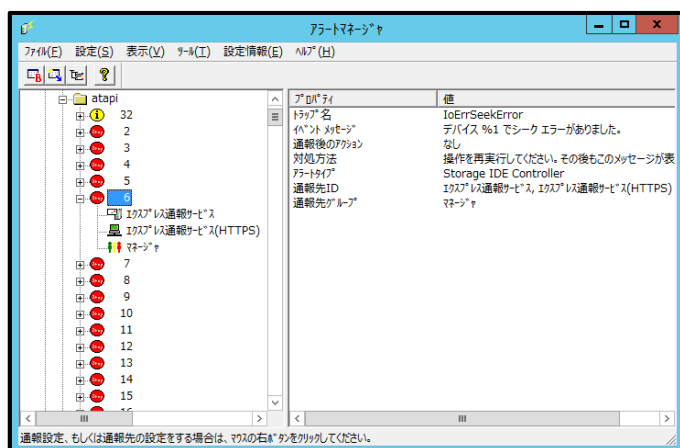 アラートマネージャ
ファイル(F) 設定(S) 表示(V) ツール(T) 設定情報(E) ヘルプ(H)
atapi
32
2
3
4
5
6
エクスプレス通報サービス
エクスプレス通報サービス(HTTPS)
マネージャ
7
8
9
10
11
12
13
14
15
16
プロパティ 値
トラップ名 IoErrSeekError
イベント メッセージ デバイス %1 でシーク エラーがありました。
通報後のアクション なし
対処方法 操作を再実行してください。その後もこのメッセージが表
アラートタイプ Storage IDE Controller
通報先ID エクスプレス通報サービス, エクスプレス通報サービス(HTTPS)
通報先グループ マネージャ
通報設定、もしくは通報先の設定をする場合は、マウスの右ボタンをクリックしてください。